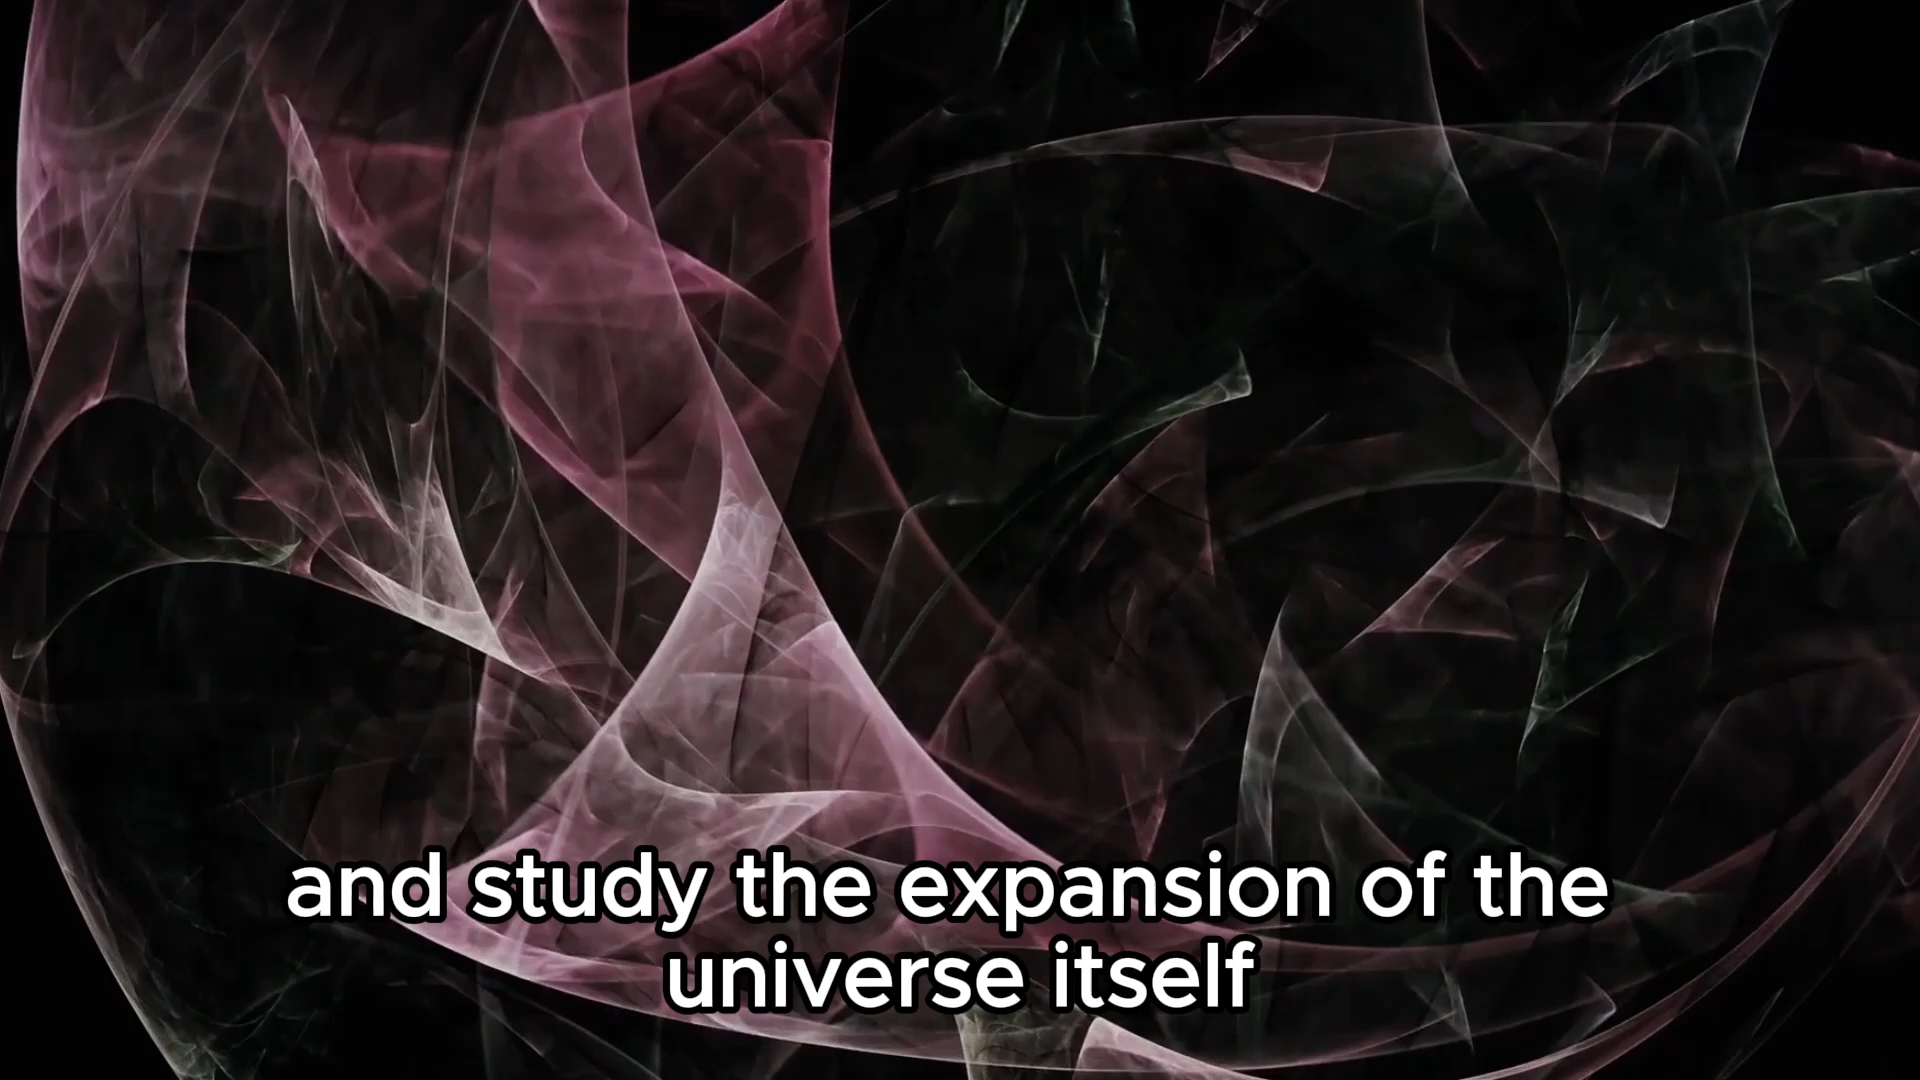 and study the expansion of the
universe itself